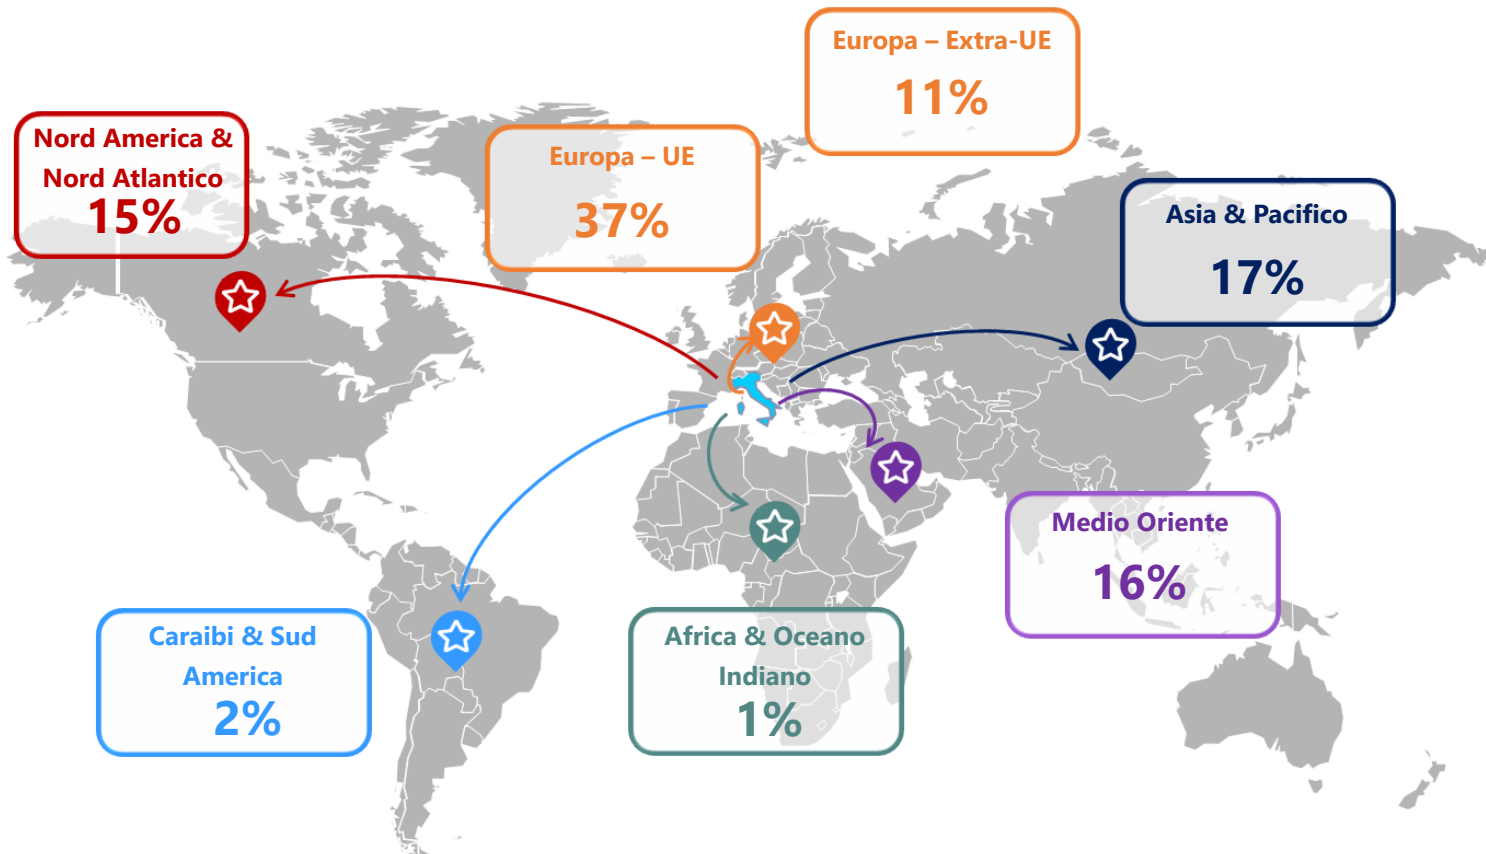 Europa – Extra-UE
11%
Nord America &
Nord Atlantico
15%
Europa – UE
37%
Asia & Pacifico
17%
Medio Oriente
16%
Caraibi & Sud
America
2%
Africa & Oceano
Indiano
1%